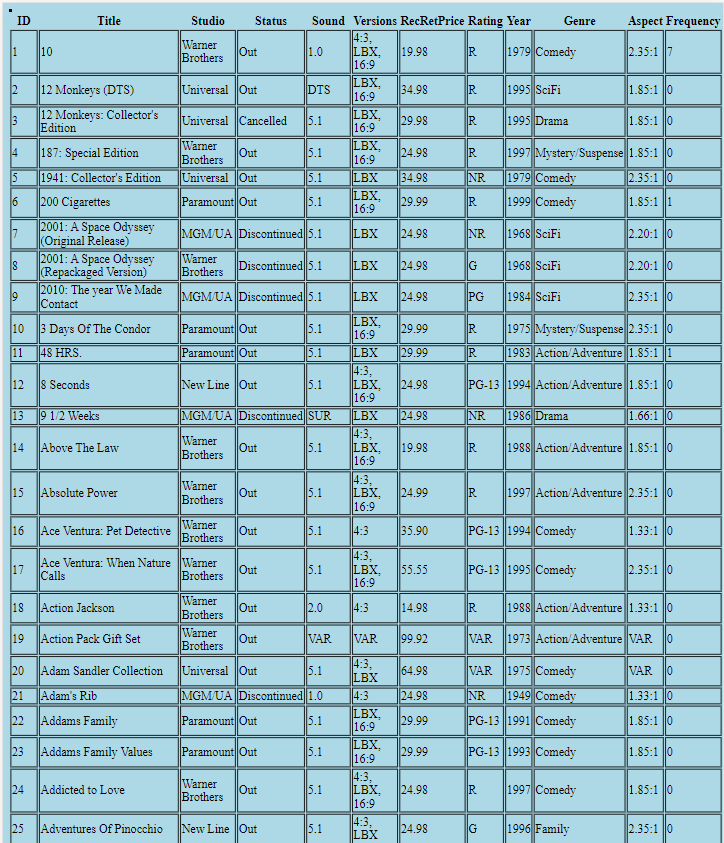 ID Title Studio Status Sound Versions RecRetPrice Rating Year Genre Aspect Frequency
1 10 Warner Brothers Out 1.0 4:3, LBX, 16:9 19.98 R 1979 Comedy 2.35:1 7
2 12 Monkeys (DTS) Universal Out DTS LBX, 16:9 34.98 R 1995 SciFi 1.85:1 0
3 12 Monkeys: Collector's Edition Universal Cancelled 5.1 LBX, 16:9 29.98 R 1995 Drama 1.85:1 0
4 187: Special Edition Warner Brothers Out 5.1 LBX, 16:9 24.98 R 1997 Mystery/Suspense 1.85:1 0
5 1941: Collector's Edition Universal Out 5.1 LBX 34.98 NR 1979 Comedy 2.35:1 0
6 200 Cigarettes Paramount Out 5.1 LBX, 16:9 29.99 R 1999 Comedy 1.85:1 1
7 2001: A Space Odyssey (Original Release) MGM/UA Discontinued 5.1 LBX 24.98 NR 1968 SciFi 2.20:1 0
8 2001: A Space Odyssey (Repackaged Version) Warner Brothers Discontinued 5.1 LBX 24.98 G 1968 SciFi 2.20:1 0
9 2010: The year We Made Contact MGM/UA Discontinued 5.1 LBX 24.98 PG 1984 SciFi 2.35:1 0
10 3 Days Of The Condor Paramount Out 5.1 LBX, 16:9 29.99 R 1975 Mystery/Suspense 2.35:1 0
11 48 HRS. Paramount Out 5.1 LBX 29.99 R 1983 Action/Adventure 1.85:1 1
12 8 Seconds New Line Out 5.1 4:3, LBX, 16:9 24.98 PG-13 1994 Action/Adventure 1.85:1 0
13 9 1/2 Weeks MGM/UA Discontinued SUR LBX 24.98 NR 1986 Drama 1.66:1 0
14 Above The Law Warner Brothers Out 5.1 4:3, LBX, 16:9 19.98 R 1988 Action/Adventure 1.85:1 0
15 Absolute Power Warner Brothers Out 5.1 4:3, LBX, 16:9 24.99 R 1997 Action/Adventure 2.35:1 0
16 Ace Ventura: Pet Detective Warner Brothers Out 5.1 4:3 35.90 PG-13 1994 Comedy 1.33:1 0
17 Ace Ventura: When Nature Calls Warner Brothers Out 5.1 4:3, LBX, 16:9 55.55 PG-13 1995 Comedy 2.35:1 0
18 Action Jackson Warner Brothers Out 2.0 4:3 14.98 R 1988 Action/Adventure 1.33:1 0
19 Action Pack Gift Set Warner Brothers Out VAR VAR 99.92 VAR 1973 Action/Adventure VAR 0
20 Adam Sandler Collection Universal Out 5.1 4:3, LBX 64.98 VAR 1975 Comedy VAR 0
21 Adam's Rib MGM/UA Discontinued 1.0 4:3 24.98 NR 1949 Comedy 1.33:1 0
22 Addams Family Paramount Out 5.1 LBX, 16:9 29.99 PG-13 1991 Comedy 1.85:1 0
23 Addams Family Values Paramount Out 5.1 LBX, 16:9 29.99 PG-13 1993 Comedy 1.85:1 0
24 Addicted to Love Warner Brothers Out 5.1 4:3, LBX, 16:9 24.98 R 1997 Comedy 1.85:1 0
25 Adventures Of Pinocchio New Line Out 5.1 4:3, LBX 24.98 G 1996 Family 2.35:1 0